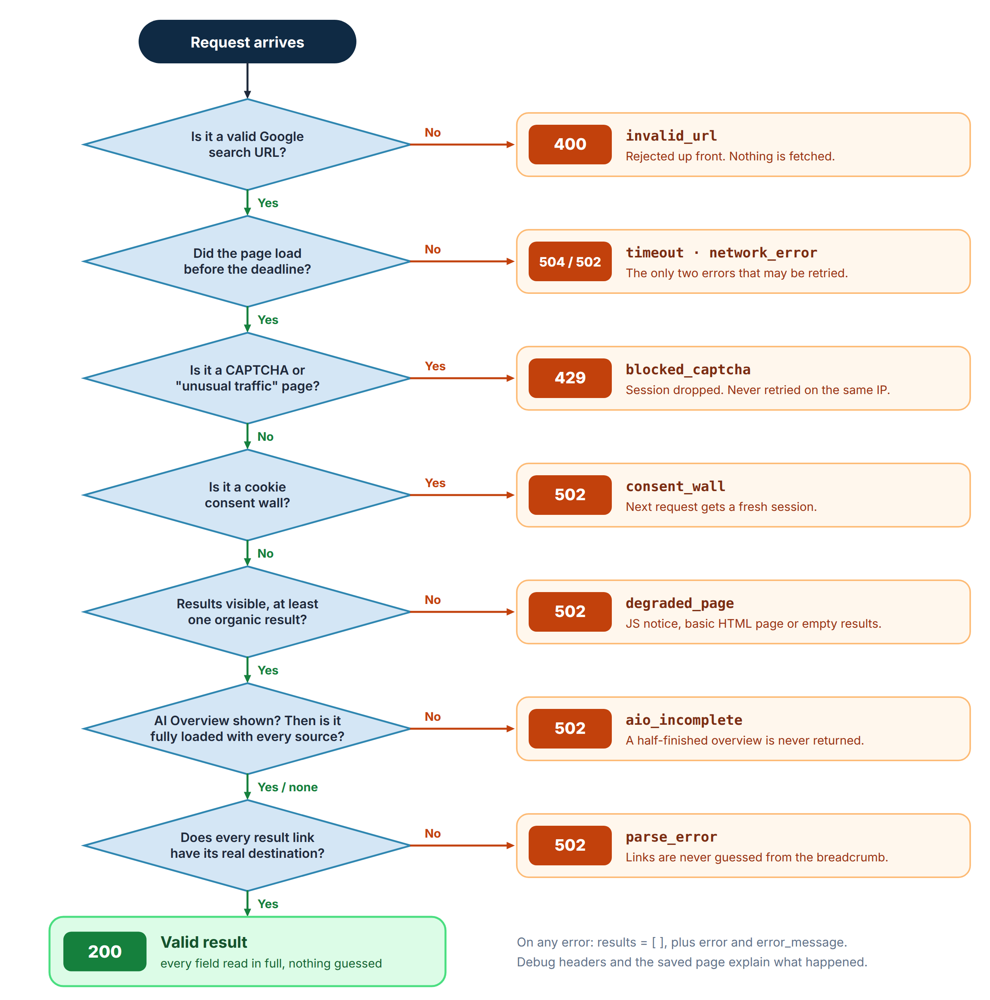 Request arrives
Is it a valid Google
search URL?
No
400
invalid_url
Rejected up front. Nothing is fetched.
Yes
Did the page load
before the deadline?
No
504 / 502
timeout · network_error
The only two errors that may be retried.
Yes
Is it a CAPTCHA or
"unusual traffic" page?
Yes
429
blocked_captcha
Session dropped. Never retried on the same IP.
No
Is it a cookie
consent wall?
Yes
502
consent_wall
Next request gets a fresh session.
No
Results visible, at least
one organic result?
No
502
degraded_page
JS notice, basic HTML page or empty results.
Yes
AI Overview shown? Then is it
fully loaded with every source?
No
502
aio_incomplete
A half-finished overview is never returned.
Yes / none
Does every result link
have its real destination?
No
502
parse_error
Links are never guessed from the breadcrumb.
Yes
200
Valid result
every field read in full, nothing guessed
On any error: results = [ ], plus error and error_message.
Debug headers and the saved page explain what happened.